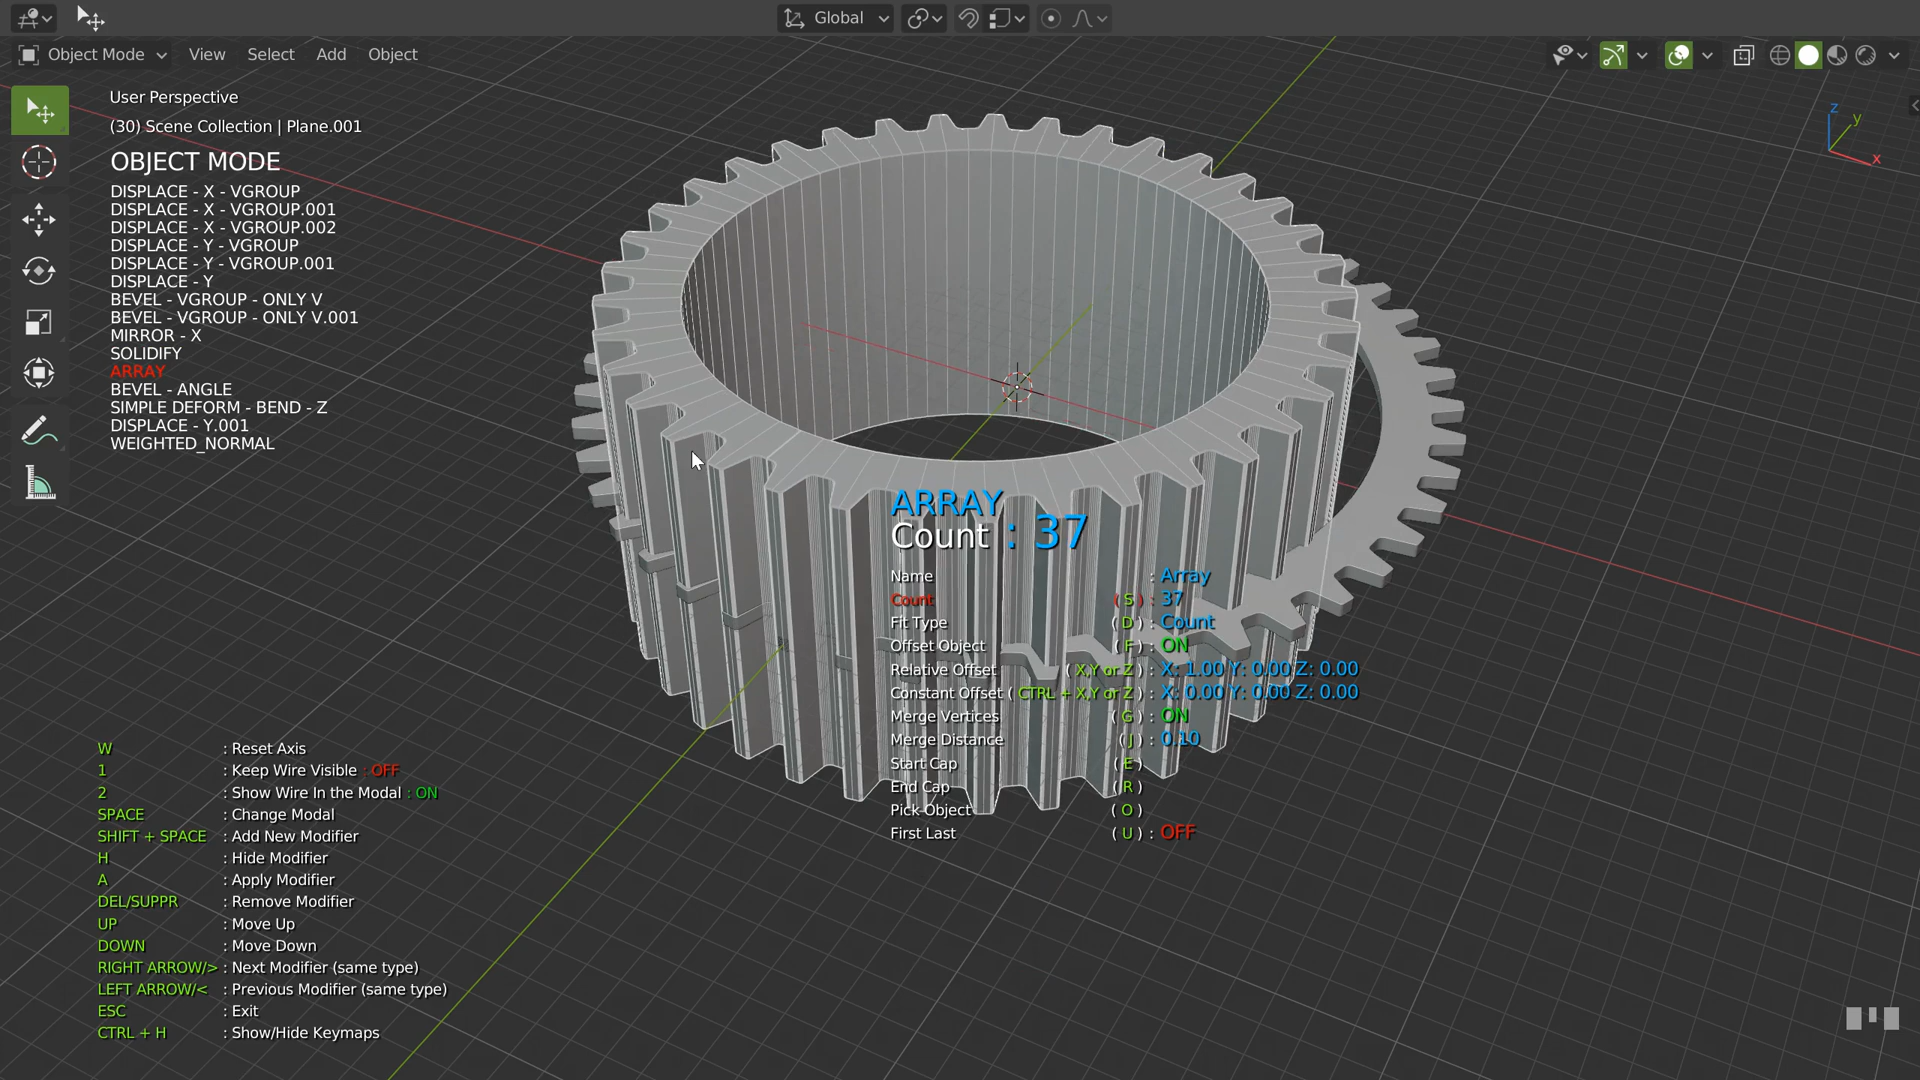 Global
Object Mode View Select Add Object
User Perspective
(30) Scene Collection | Plane.001
OBJECT MODE
DISPLACE - X - VGROUP
DISPLACE - X - VGROUP.001
DISPLACE - X - VGROUP.002
DISPLACE - Y - VGROUP
DISPLACE - Y - VGROUP.001
DISPLACE - Y
BEVEL - VGROUP - ONLY V
BEVEL - VGROUP - ONLY V.001
MIRROR - X
SOLIDIFY
ARRAY
BEVEL - ANGLE
SIMPLE DEFORM - BEND - Z
DISPLACE - Y.001
WEIGHTED_NORMAL
z
y
x
ARRAY
Count : 37
Name : Array
Count ( S ) : 37
Fit Type ( D ) : Count
Offset Object ( F ) : ON
Relative Offset ( X,Y or Z ) : X: 1.00 Y: 0.00 Z: 0.00
Constant Offset ( CTRL + X,Y or Z ) : X: 0.00 Y: 0.00 Z: 0.00
Merge Vertices ( G ) : ON
Merge Distance ( J ) : 0.10
Start Cap ( E )
End Cap ( R )
Pick Object ( O )
First Last ( U ) : OFF
W : Reset Axis
1 : Keep Wire Visible : OFF
2 : Show Wire In the Modal : ON
SPACE : Change Modal
SHIFT + SPACE : Add New Modifier
H : Hide Modifier
A : Apply Modifier
DEL/SUPPR : Remove Modifier
UP : Move Up
DOWN : Move Down
RIGHT ARROW/> : Next Modifier (same type)
LEFT ARROW/< : Previous Modifier (same type)
ESC : Exit
CTRL + H : Show/Hide Keymaps